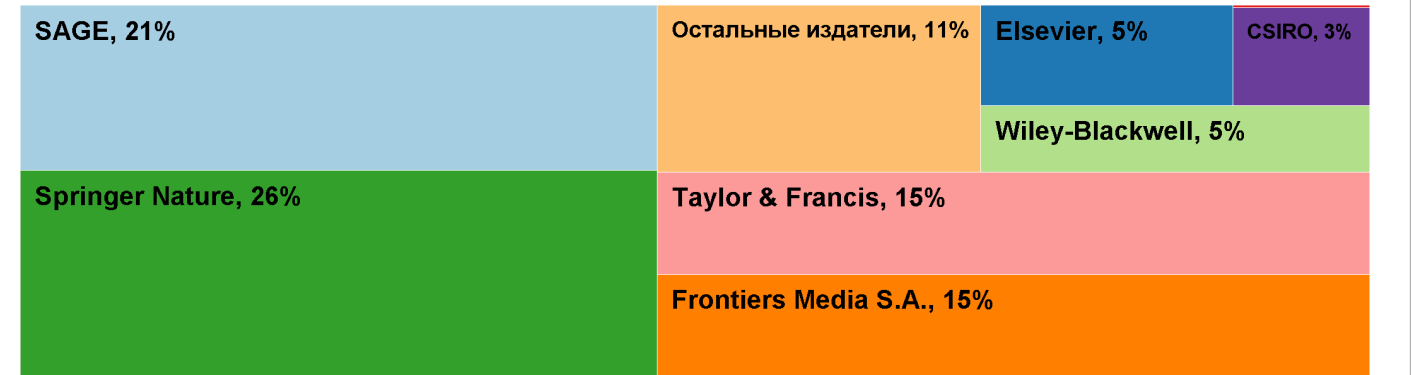 SAGE, 21%
Остальные издатели, 11%
Elsevier, 5%
CSIRO, 3%
Wiley-Blackwell, 5%
Springer Nature, 26%
Taylor & Francis, 15%
Frontiers Media S.A., 15%